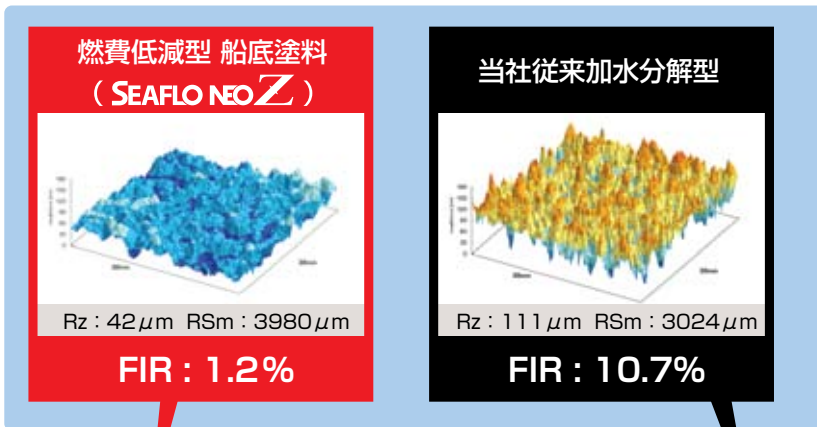 燃費低減型 船底塗料
（ SEAFLO NEO Z ）
Rz：42μm RSm：3980μm
FIR：1.2%
当社従来加水分解型
Rz：111μm RSm：3024μm
FIR：10.7%